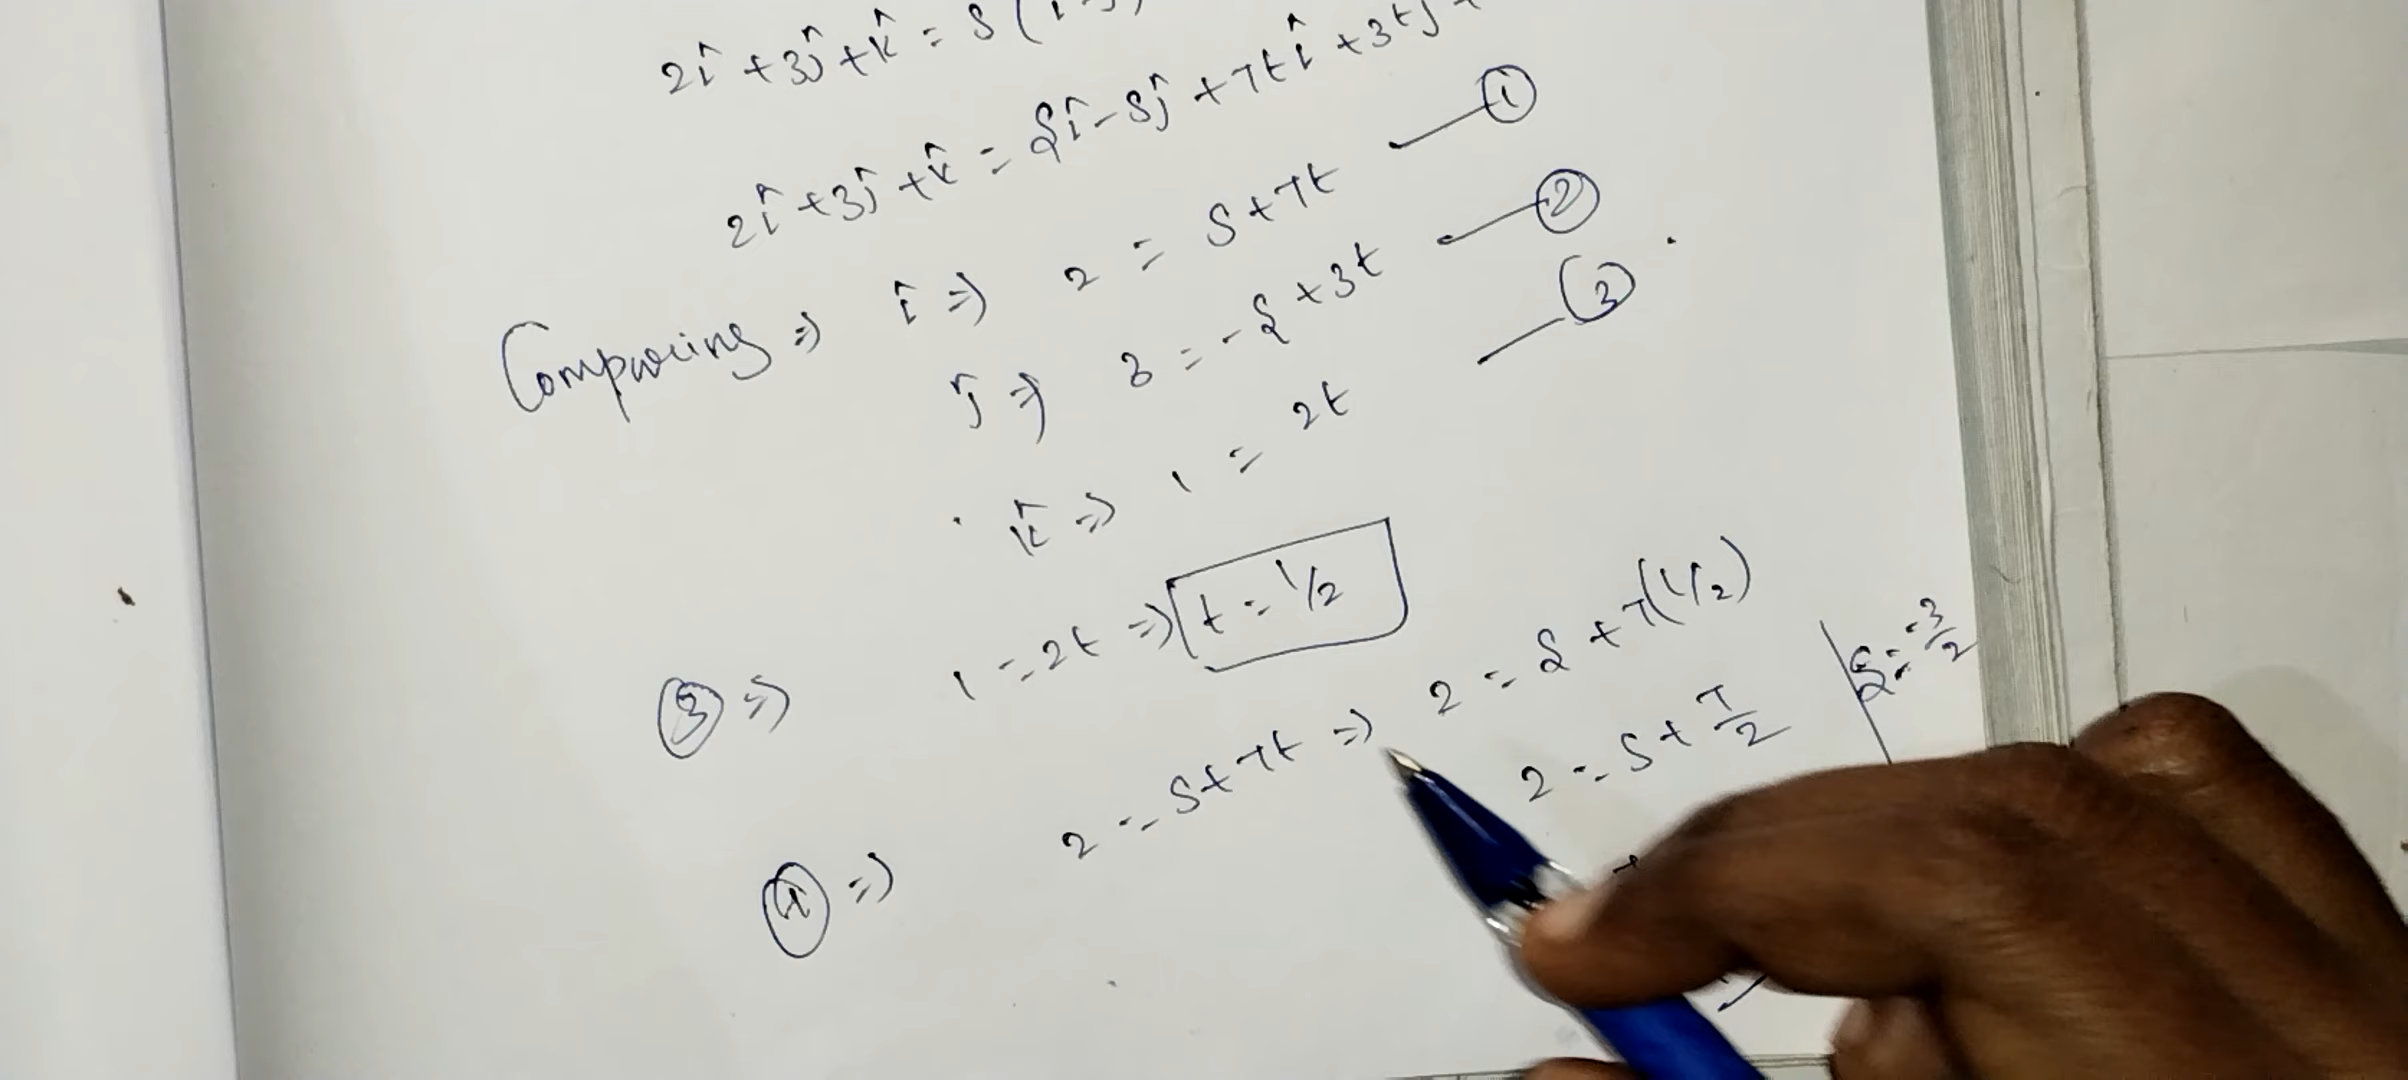 2î + 3ĵ + k̂ = S(
2î + 3ĵ + k̂ = Sî - Sĵ + 7tî + 3tĵ +
Comparing ⇒ î ⇒ 2 = S + 7t — ①
ĵ ⇒ 3 = -S + 3t — ②
k̂ ⇒ 1 = 2t — ③
③ ⇒ 1 = 2t ⇒ t = 1/2
① ⇒ 2 = S + 7t ⇒ 2 = S + 7(1/2)
2 = S + 7/2
S = -3/2